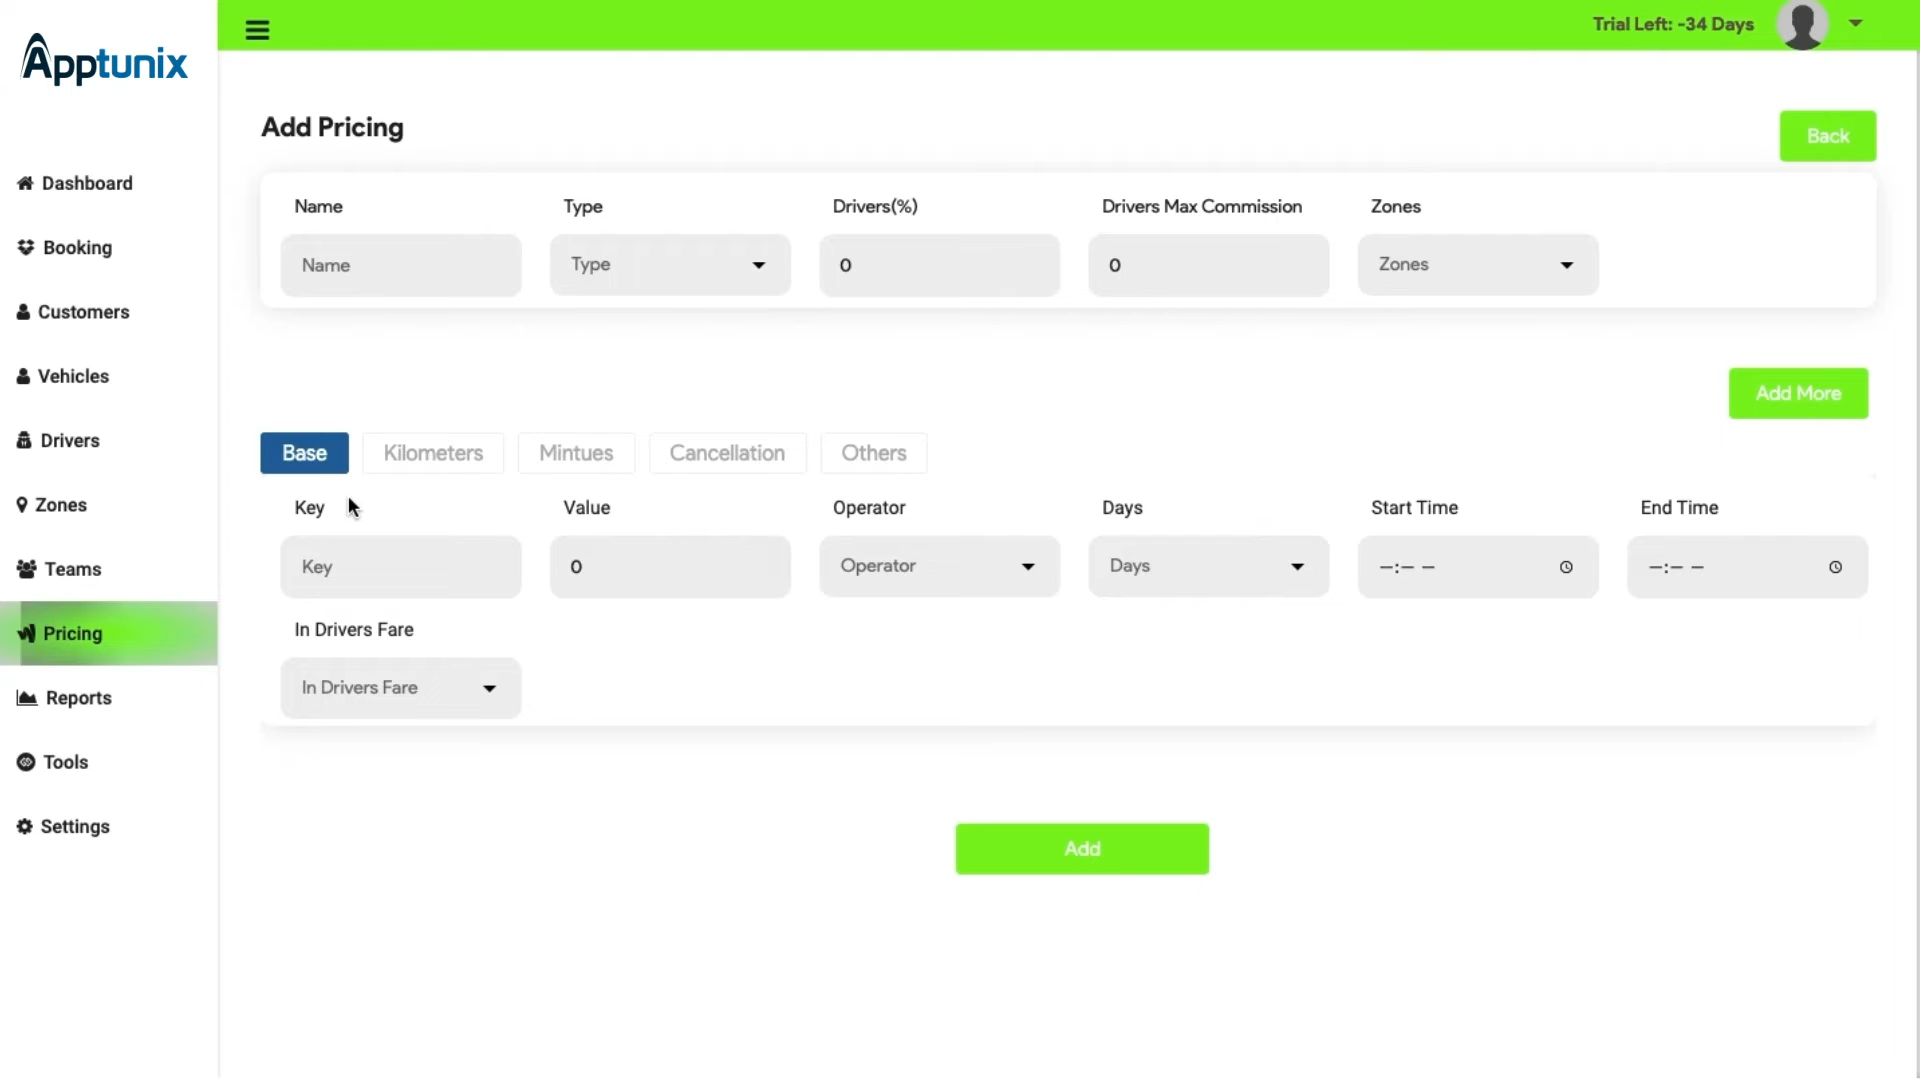 Apptunix
Trial Left: -34 Days
Dashboard
Booking
Customers
Vehicles
Drivers
Zones
Teams
Pricing
Reports
Tools
Settings
Add Pricing
Back
Name Type Drivers(%) Drivers Max Commission Zones
Name Type 0 0 Zones
Add More
Base Kilometers Mintues Cancellation Others
Key Value Operator Days Start Time End Time
Key 0 Operator Days –:– – –:– –
In Drivers Fare
In Drivers Fare
Add